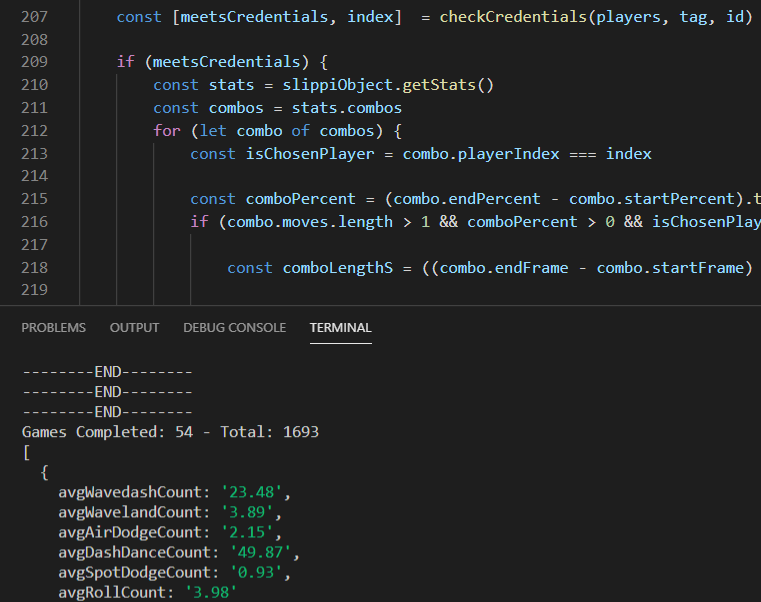 207 const [meetsCredentials, index]  = checkCredentials(players, tag, id)
208
209 if (meetsCredentials) {
210 const stats = slippiObject.getStats()
211 const combos = stats.combos
212 for (let combo of combos) {
213 const isChosenPlayer = combo.playerIndex === index
214
215 const comboPercent = (combo.endPercent - combo.startPercent).t
216 if (combo.moves.length > 1 && comboPercent > 0 && isChosenPlay
217
218 const comboLengthS = ((combo.endFrame - combo.startFrame)
219
PROBLEMS OUTPUT DEBUG CONSOLE TERMINAL
--------END--------
--------END--------
--------END--------
Games Completed: 54 - Total: 1693
[
{
avgWavedashCount: '23.48',
avgWavelandCount: '3.89',
avgAirDodgeCount: '2.15',
avgDashDanceCount: '49.87',
avgSpotDodgeCount: '0.93',
avgRollCount: '3.98'